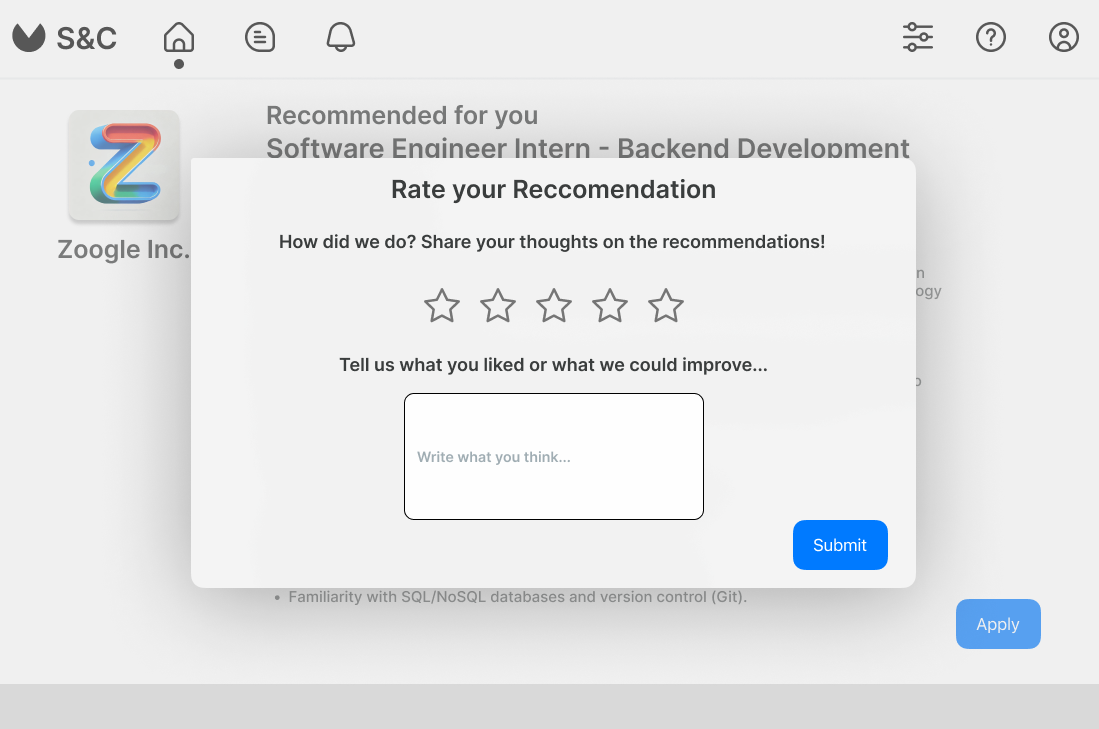 S&C
Recommended for you
Software Engineer Intern - Backend Development
Zoogle Inc.
Rate your Reccomendation
How did we do? Share your thoughts on the recommendations!
Tell us what you liked or what we could improve...
Write what you think...
Submit
• Familiarity with SQL/NoSQL databases and version control (Git).
Apply